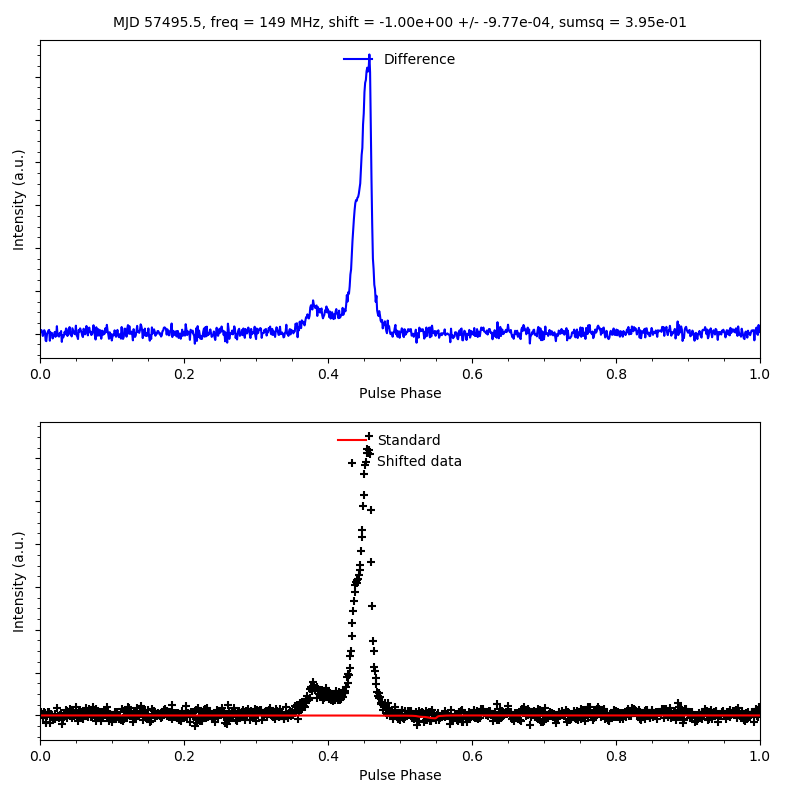 MJD 57495.5, freq = 149 MHz, shift = -1.00e+00 +/- -9.77e-04, sumsq = 3.95e-01
Difference
Intensity (a.u.)
0.0 0.2 0.4 0.6 0.8 1.0
Pulse Phase
Standard
Shifted data
Intensity (a.u.)
0.0 0.2 0.4 0.6 0.8 1.0
Pulse Phase